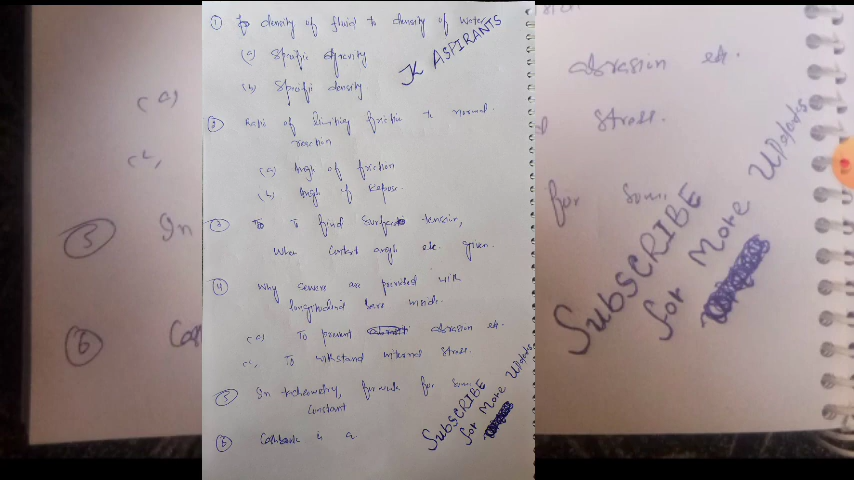 ① density of fluid to density of water
JK ASPIRANTS
(a) Specific gravity
(b) Specific density
② Ratio of limiting friction to normal
reaction
(a) Angle of friction
(b) Angle of Repose.
③ To find surface tension,
When contact angle etc. given.
④ Why sewers are provided with
longitudinal bars inside.
(a) To prevent abrasion etc.
To withstand internal stress.
⑤ In tacheometry, formula for some
constant
SUBSCRIBE
for More Updates
⑥ is a
(a)
⑤ In
⑥
abrasion etc.
stress.
for some
SUBSCRIBE
for More Updates